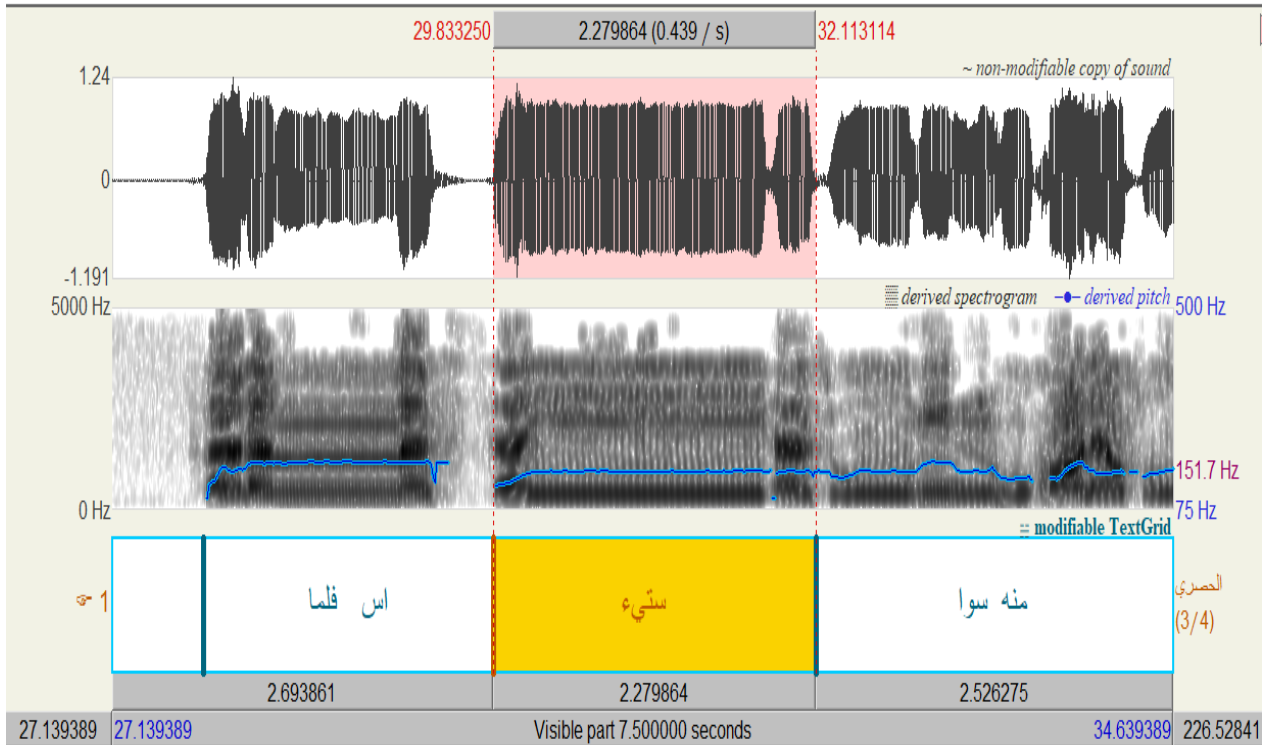 29.833250 2.279864 (0.439 / s) 32.113114
~ non-modifiable copy of sound
1.24
0
-1.191
derived spectrogram derived pitch
5000 Hz 500 Hz
151.7 Hz
0 Hz 75 Hz
modifiable TextGrid
1 اس فلما ستيء منه سوا الحصري
(3/4)
2.693861 2.279864 2.526275
27.139389 27.139389 Visible part 7.500000 seconds 34.639389 226.52841